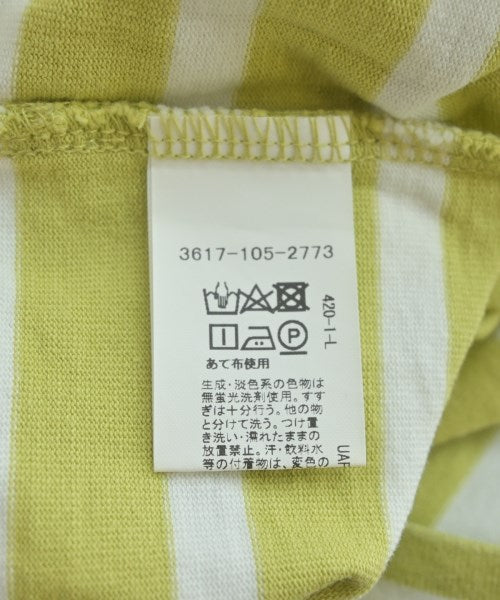 3617-105-2773
420-1-L
P
あて布使用
生成・淡色系の色物は
無蛍光洗剤使用。すす
ぎは十分行う。他の物
と分けて洗う。つけ置
き洗い・濡れたままの
放置禁止。汗・飲料水
等の付着物は、変色の
UAF